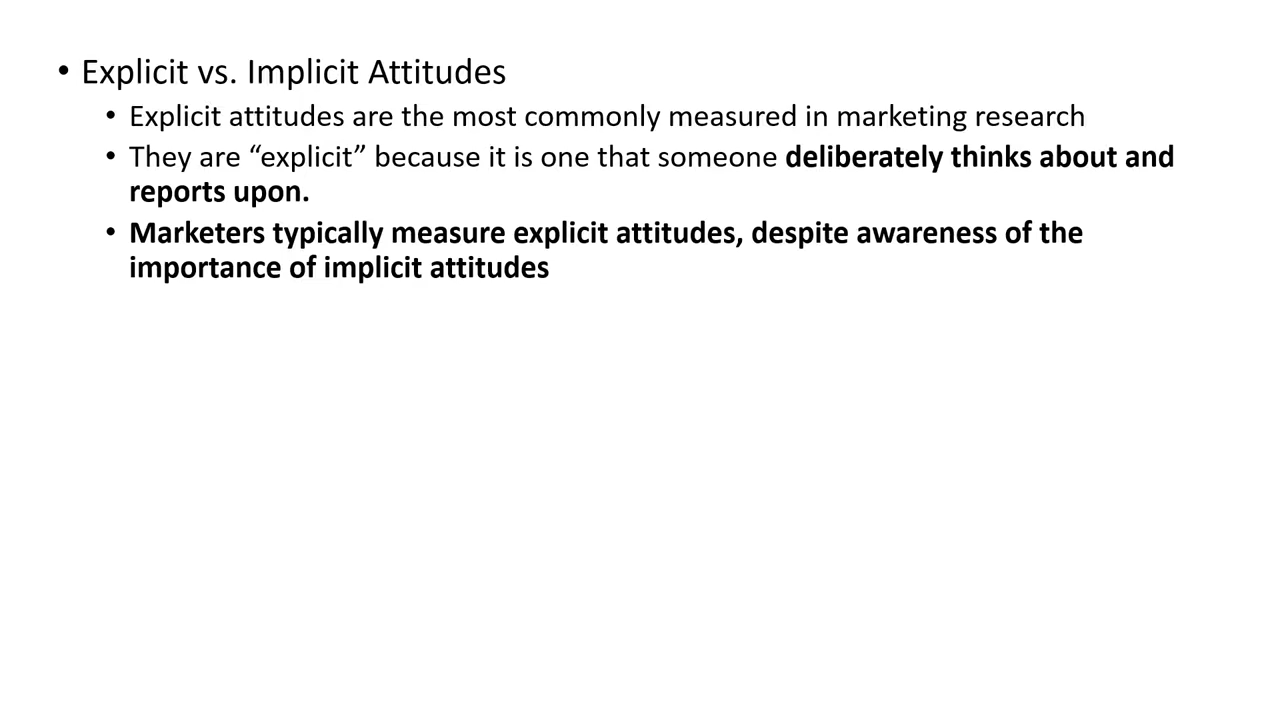 • Explicit vs. Implicit Attitudes
• Explicit attitudes are the most commonly measured in marketing research
• They are “explicit” because it is one that someone deliberately thinks about and
reports upon.
• Marketers typically measure explicit attitudes, despite awareness of the
importance of implicit attitudes